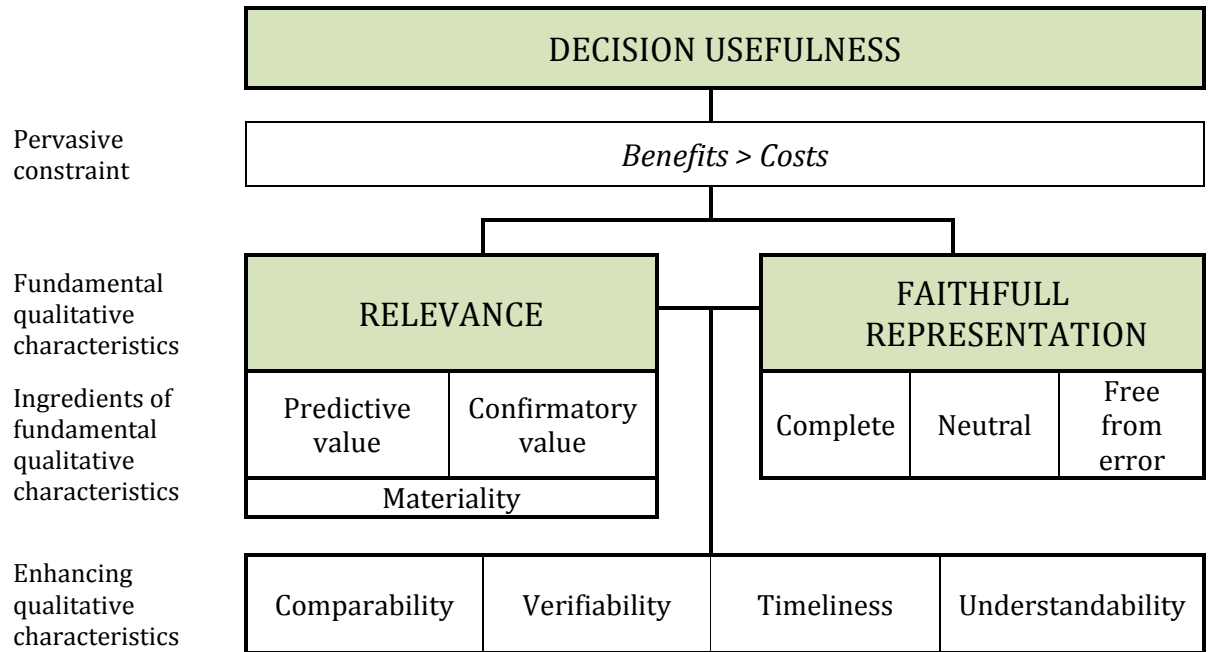 DECISION USEFULNESS
Pervasive
constraint
Benefits > Costs
Fundamental
qualitative
characteristics
RELEVANCE
FAITHFULL
REPRESENTATION
Ingredients of
fundamental
qualitative
characteristics
Predictive
value
Confirmatory
value
Materiality
Complete
Neutral
Free
from
error
Enhancing
qualitative
characteristics
Comparability
Verifiability
Timeliness
Understandability